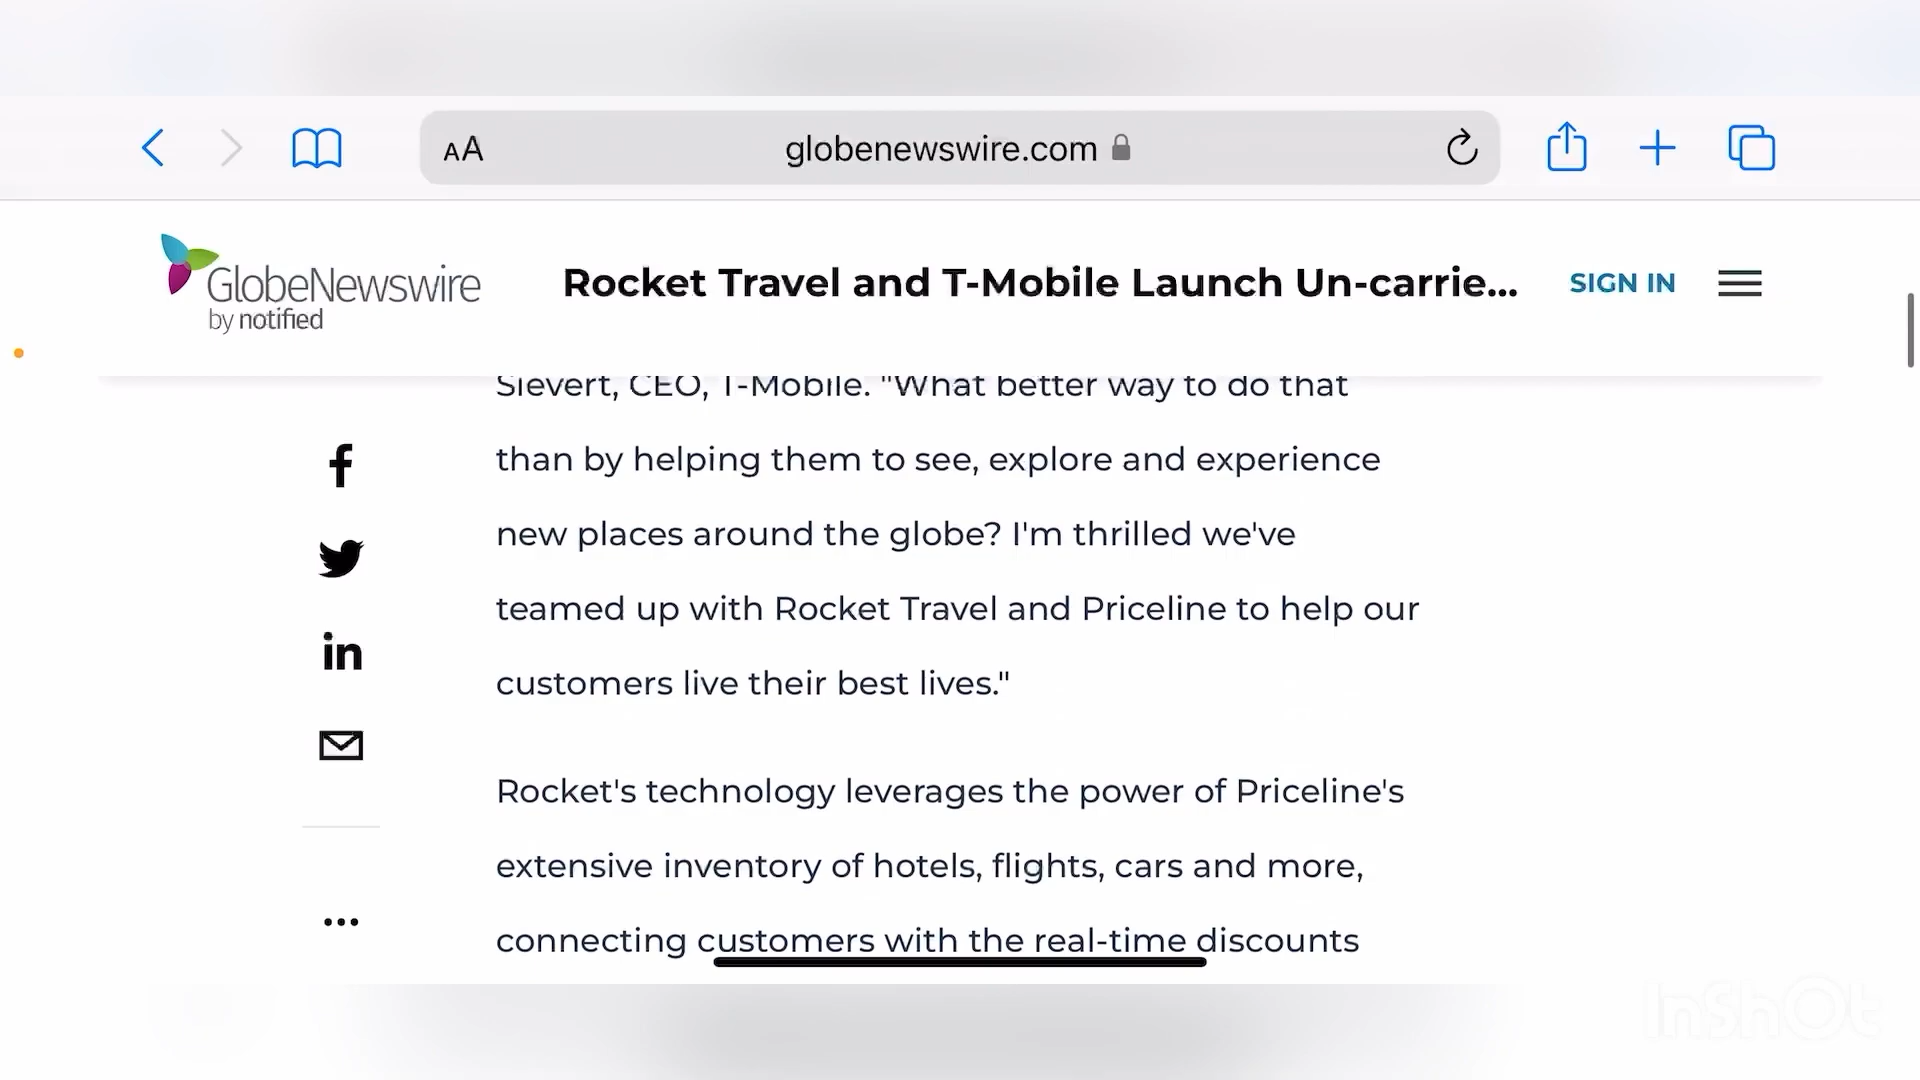 AA
globenewswire.com
GlobeNewswire
by notified
Rocket Travel and T-Mobile Launch Un-carrie...
SIGN IN
Sievert, CEO, T-Mobile. "What better way to do that
than by helping them to see, explore and experience
new places around the globe? I'm thrilled we've
teamed up with Rocket Travel and Priceline to help our
customers live their best lives."
Rocket's technology leverages the power of Priceline's
extensive inventory of hotels, flights, cars and more,
connecting customers with the real-time discounts
InShOt